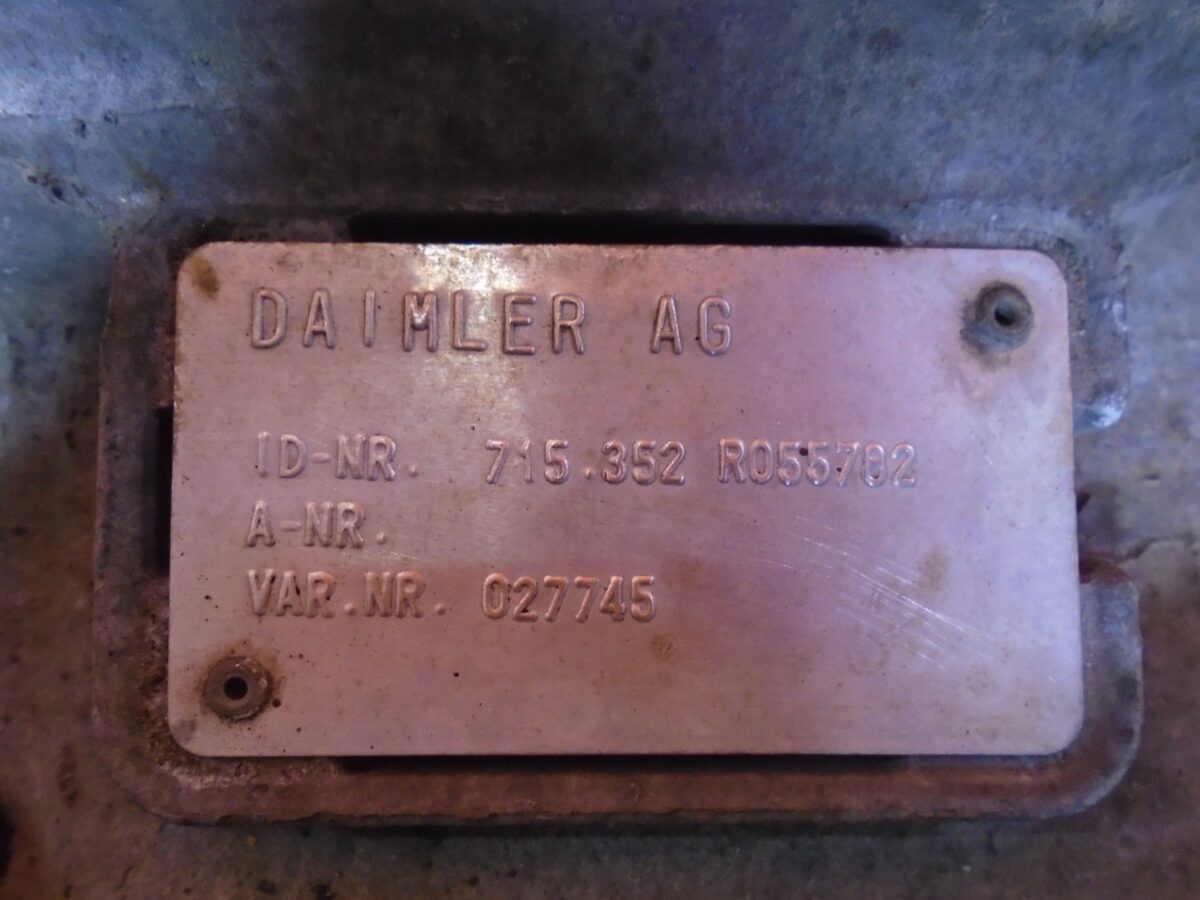 DAIMLER AG
ID-NR. 715.352 R055782
A-NR.
VAR.NR. 027745